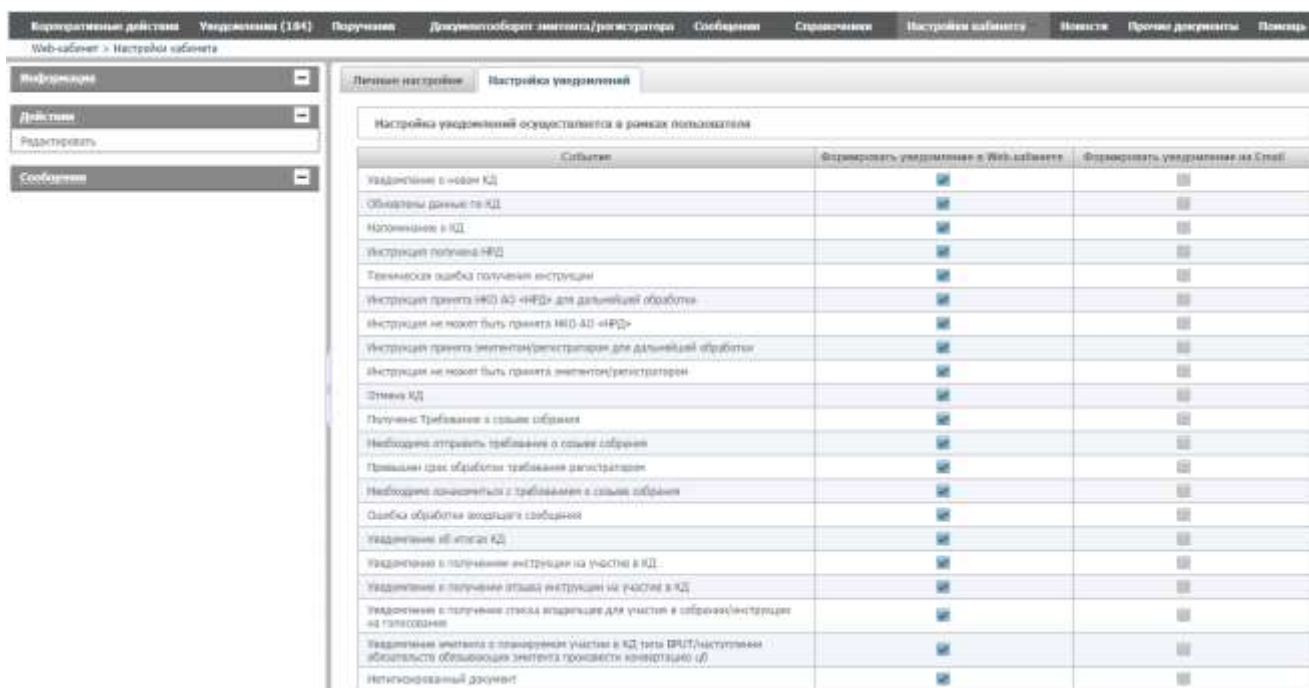 Корпоративные действия Уведомления (184) Поручения Документооборот эмитента/регистратора Сообщения Справочники Настройки кабинета Новости Прочие документы Помощь
Web-кабинет > Настройки кабинета
Информация
Личные настройки Настройка уведомлений
Действия
Редактировать
Сообщения
Настройка уведомлений осуществляется в рамках пользователя
Событие Формировать уведомление в Web-кабинете Формировать уведомление на Email
Уведомление о новом КД
Обновлены данные по КД
Напоминание о КД
Инструкция получена НРД
Техническая ошибка получения инструкции
Инструкция принята НКО АО «НРД» для дальнейшей обработки
Инструкция не может быть принята НКО АО «НРД»
Инструкция принята эмитентом/регистратором для дальнейшей обработки
Инструкция не может быть принята эмитентом/регистратором
Отмена КД
Получено Требование о созыве собрания
Необходимо отправить требование о созыве собрания
Превышен срок обработки требования регистратором
Необходимо ознакомиться с требованием о созыве собрания
Ошибка обработки входящего сообщения
Уведомление об итогах КД
Уведомление о получении инструкции на участие в КД
Уведомление о получении отзыва инструкции на участие в КД
Уведомление о получении списка владельцев для участия в собрании/инструкции
на голосование
Уведомление эмитента о планируемом участии в КД типа BPUT/наступлении
обязательств обязывающих эмитента произвести конвертацию цб
Нетипизированный документ